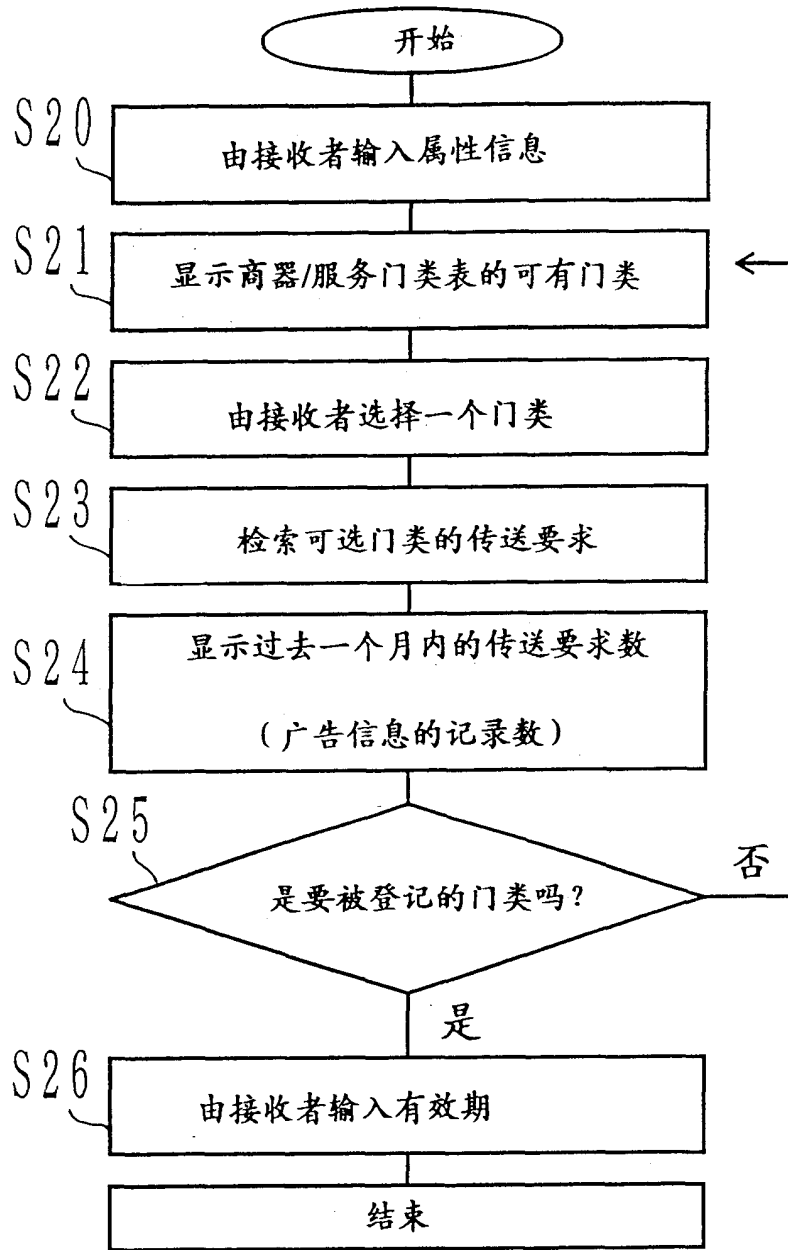 开始
S20
由接收者输入属性信息
S21
显示商器/服务门类表的可有门类
S22
由接收者选择一个门类
S23
检索可选门类的传送要求
S24
显示过去一个月内的传送要求数
(广告信息的记录数)
S25
是要被登记的门类吗?
否
是
S26
由接收者输入有效期
结束